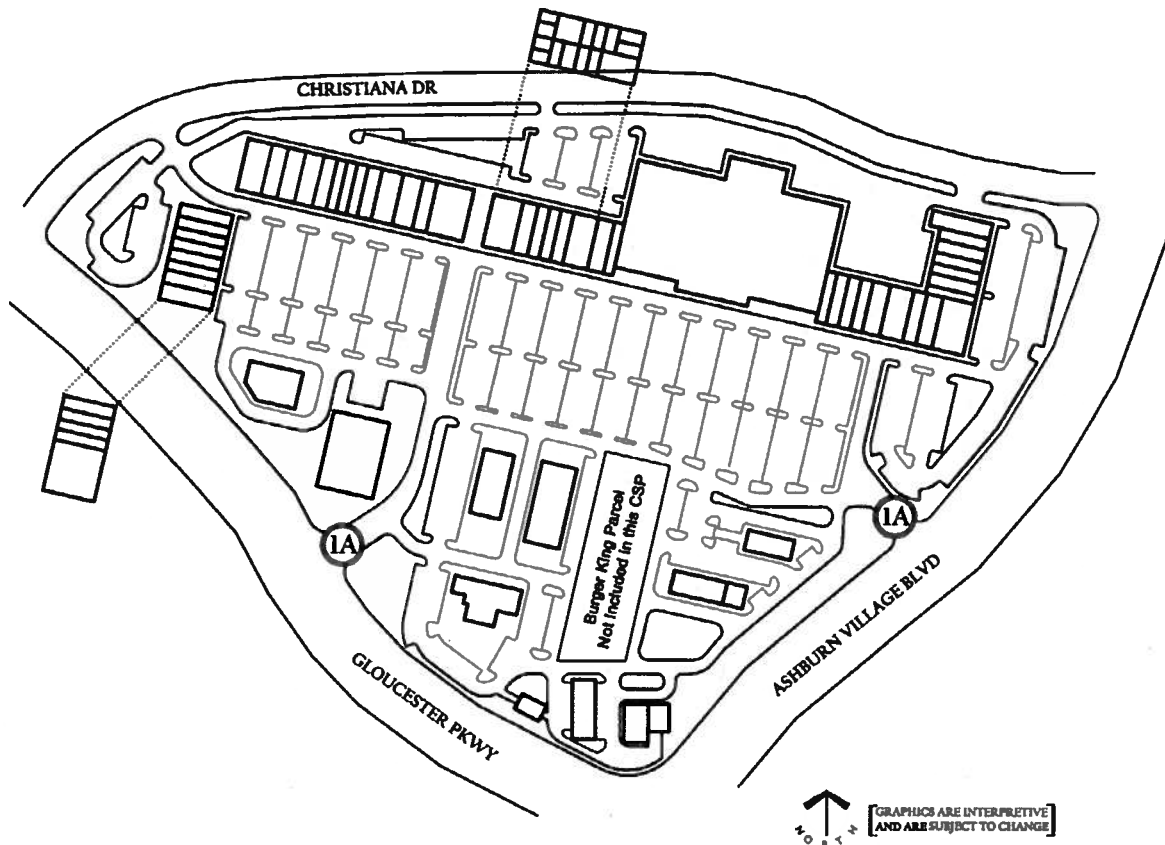 CHRISTIANA DR
Burger King Parcel
Not Included in this CSP
1A
1A
GLOUCESTER PKWY
ASHBURN VILLAGE BLVD
NORTH
GRAPHICS ARE INTERPRETIVE
AND ARE SUBJECT TO CHANGE